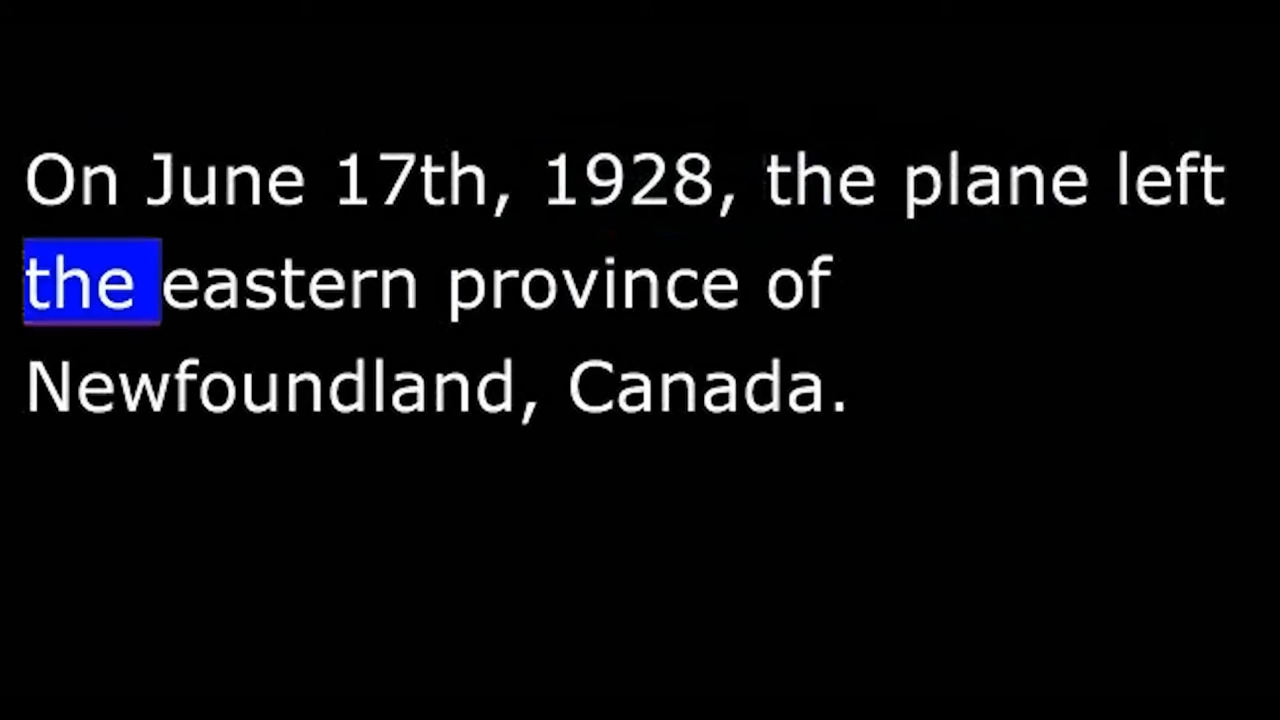 On June 17th, 1928, the plane left
the eastern province of
Newfoundland, Canada.